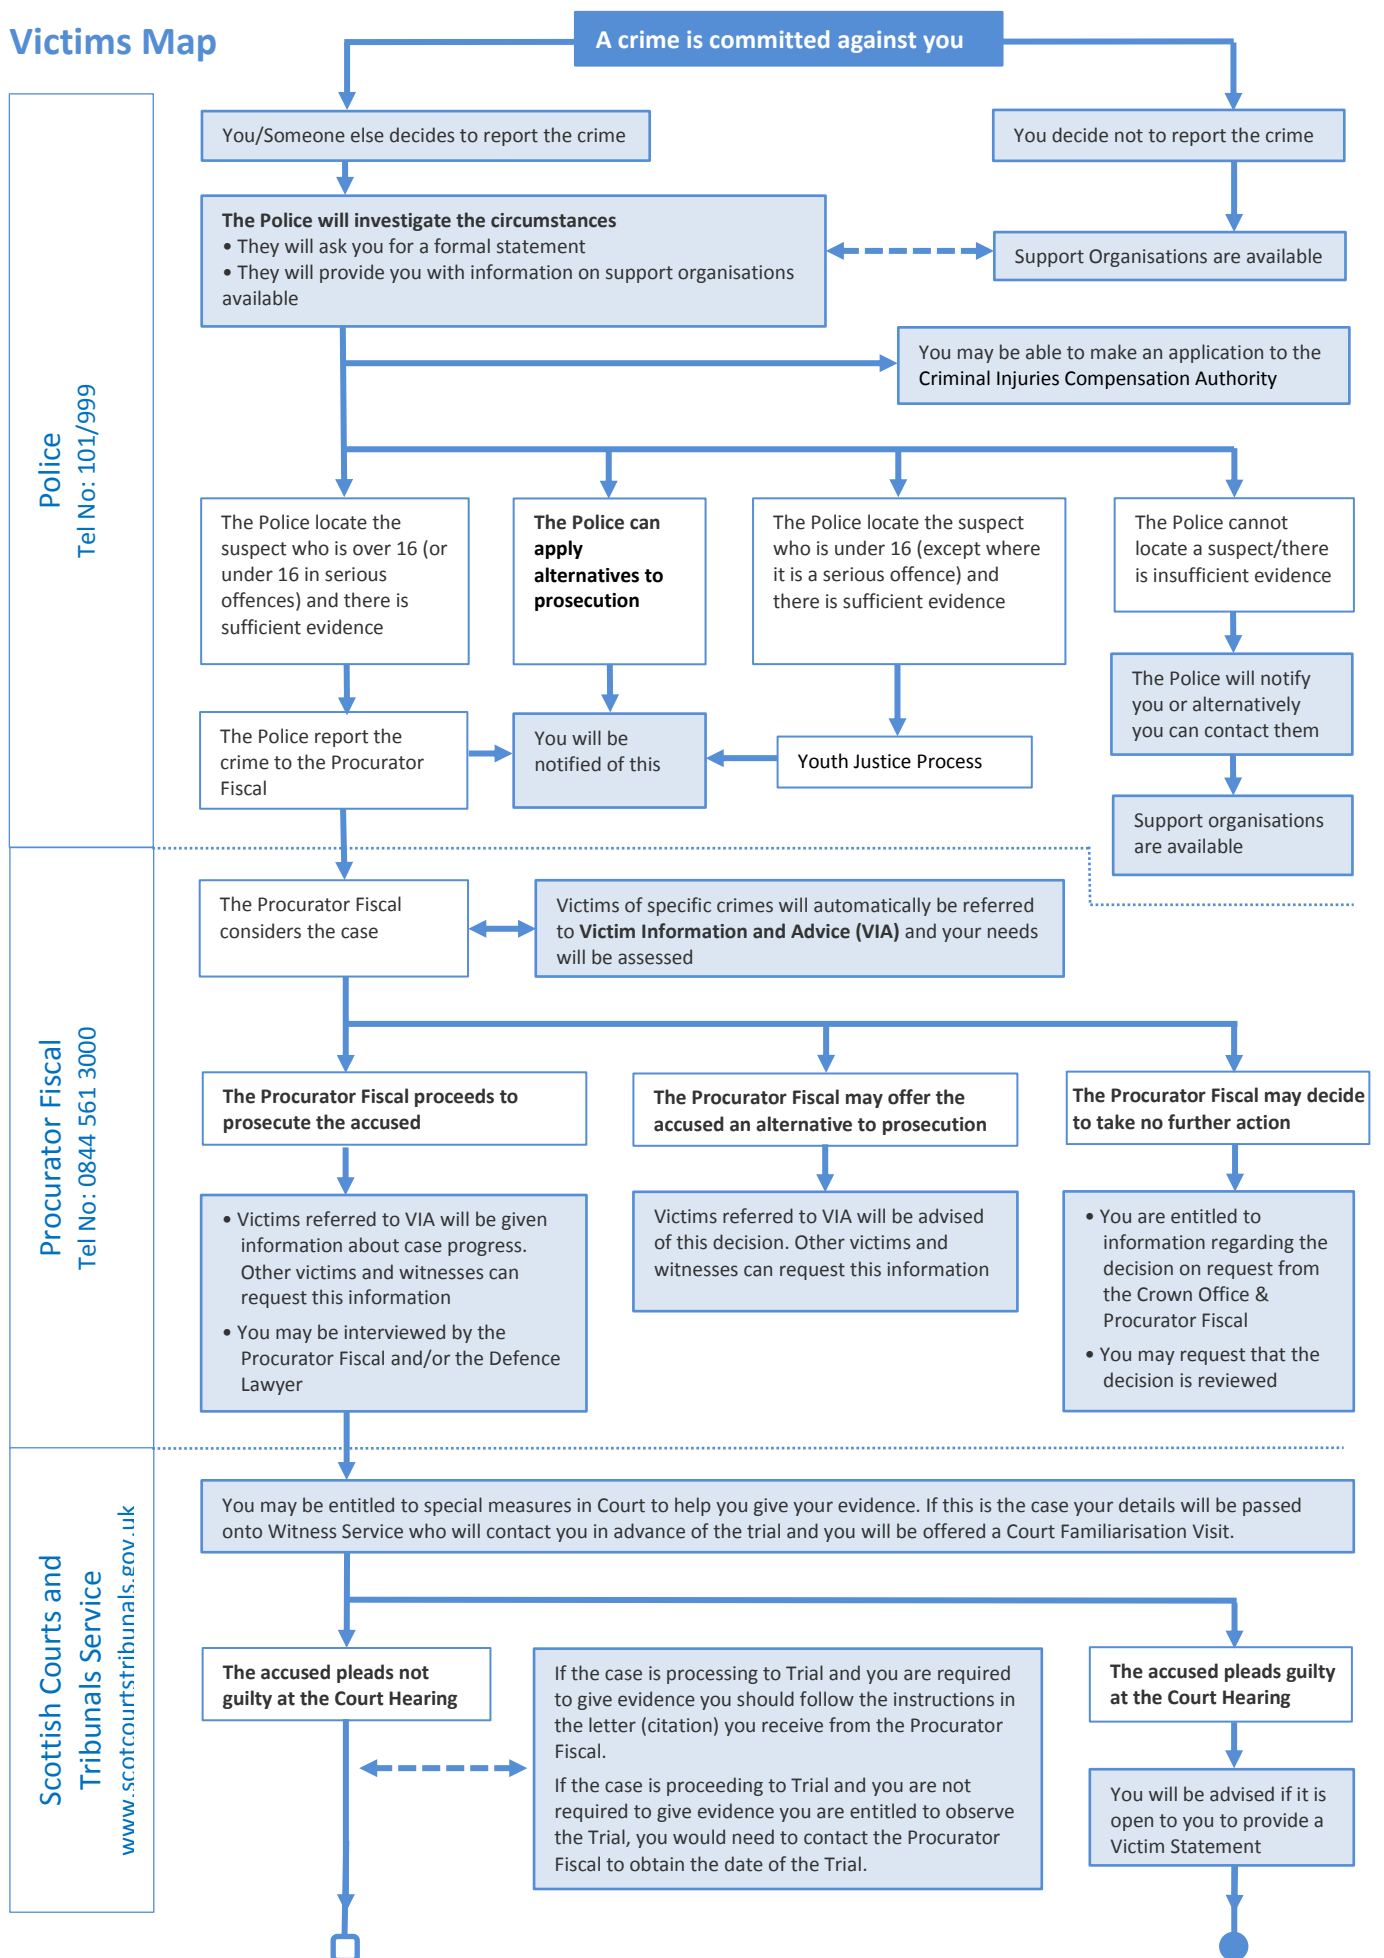 Victims Map
A crime is committed against you
You/Someone else decides to report the crime
You decide not to report the crime
The Police will investigate the circumstances
• They will ask you for a formal statement
• They will provide you with information on support organisations
available
Support Organisations are available
You may be able to make an application to the
Criminal Injuries Compensation Authority
Police
Tel No: 101/999
The Police locate the
suspect who is over 16 (or
under 16 in serious
offences) and there is
sufficient evidence
The Police can
apply
alternatives to
prosecution
The Police locate the suspect
who is under 16 (except where
it is a serious offence) and
there is sufficient evidence
The Police cannot
locate a suspect/there
is insufficient evidence
The Police will notify
you or alternatively
you can contact them
The Police report the
crime to the Procurator
Fiscal
You will be
notified of this
Youth Justice Process
Support organisations
are available
Procurator Fiscal
Tel No: 0844 561 3000
The Procurator Fiscal
considers the case
Victims of specific crimes will automatically be referred
to Victim Information and Advice (VIA) and your needs
will be assessed
The Procurator Fiscal proceeds to
prosecute the accused
The Procurator Fiscal may offer the
accused an alternative to prosecution
The Procurator Fiscal may decide
to take no further action
• Victims referred to VIA will be given
information about case progress.
Other victims and witnesses can
request this information
• You may be interviewed by the
Procurator Fiscal and/or the Defence
Lawyer
Victims referred to VIA will be advised
of this decision. Other victims and
witnesses can request this information
• You are entitled to
information regarding the
decision on request from
the Crown Office &
Procurator Fiscal
• You may request that the
decision is reviewed
Scottish Courts and
Tribunals Service
www.scotcourtstribunals.gov.uk
You may be entitled to special measures in Court to help you give your evidence. If this is the case your details will be passed
onto Witness Service who will contact you in advance of the trial and you will be offered a Court Familiarisation Visit.
The accused pleads not
guilty at the Court Hearing
If the case is processing to Trial and you are required
to give evidence you should follow the instructions in
the letter (citation) you receive from the Procurator
Fiscal.
If the case is proceeding to Trial and you are not
required to give evidence you are entitled to observe
the Trial, you would need to contact the Procurator
Fiscal to obtain the date of the Trial.
The accused pleads guilty
at the Court Hearing
You will be advised if it is
open to you to provide a
Victim Statement